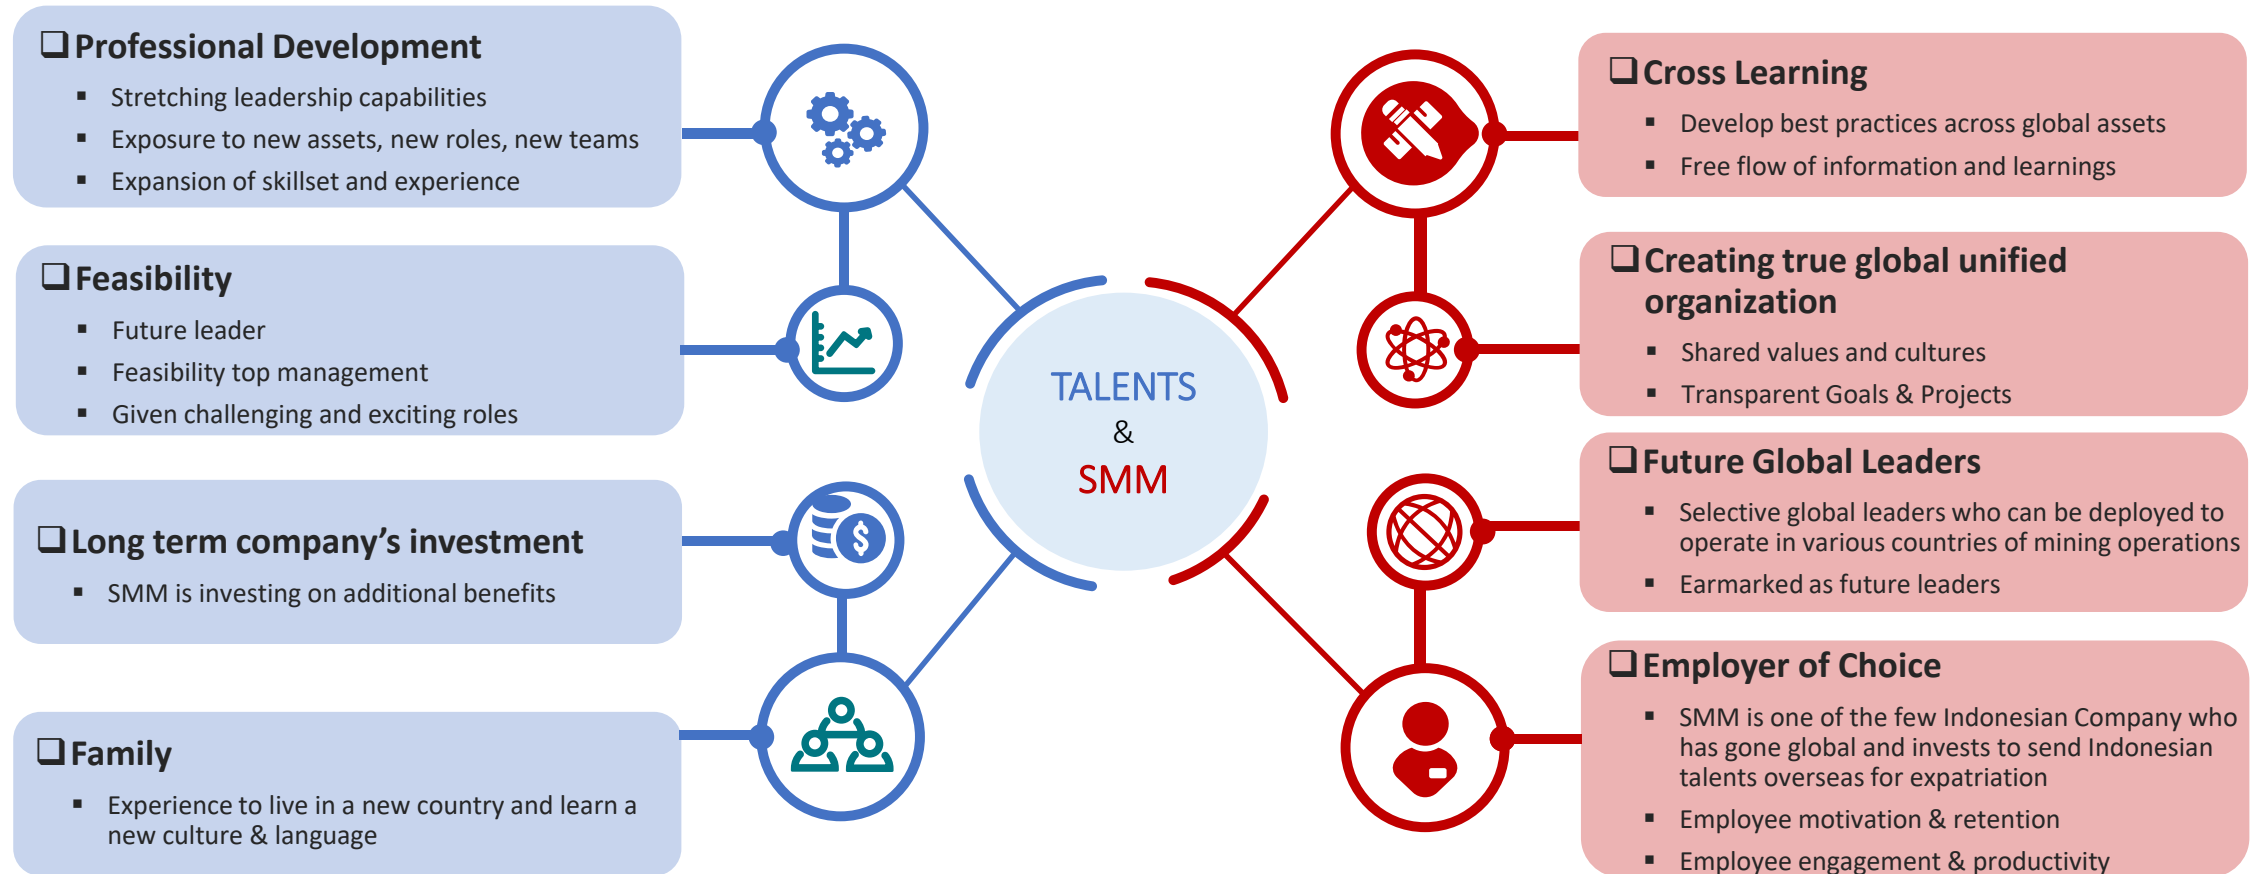 ❑Professional Development
▪ Stretching leadership capabilities
▪ Exposure to new assets, new roles, new teams
▪ Expansion of skillset and experience
❑Feasibility
▪ Future leader
▪ Feasibility top management
▪ Given challenging and exciting roles
❑Long term company’s investment
▪ SMM is investing on additional benefits
❑Family
▪ Experience to live in a new country and learn a
new culture & language
TALENTS
&
SMM
$
❑Cross Learning
▪ Develop best practices across global assets
▪ Free flow of information and learnings
❑Creating true global unified
organization
▪ Shared values and cultures
▪ Transparent Goals & Projects
❑Future Global Leaders
▪ Selective global leaders who can be deployed to
operate in various countries of mining operations
▪ Earmarked as future leaders
❑Employer of Choice
▪ SMM is one of the few Indonesian Company who
has gone global and invests to send Indonesian
talents overseas for expatriation
▪ Employee motivation & retention
▪ Employee engagement & productivity